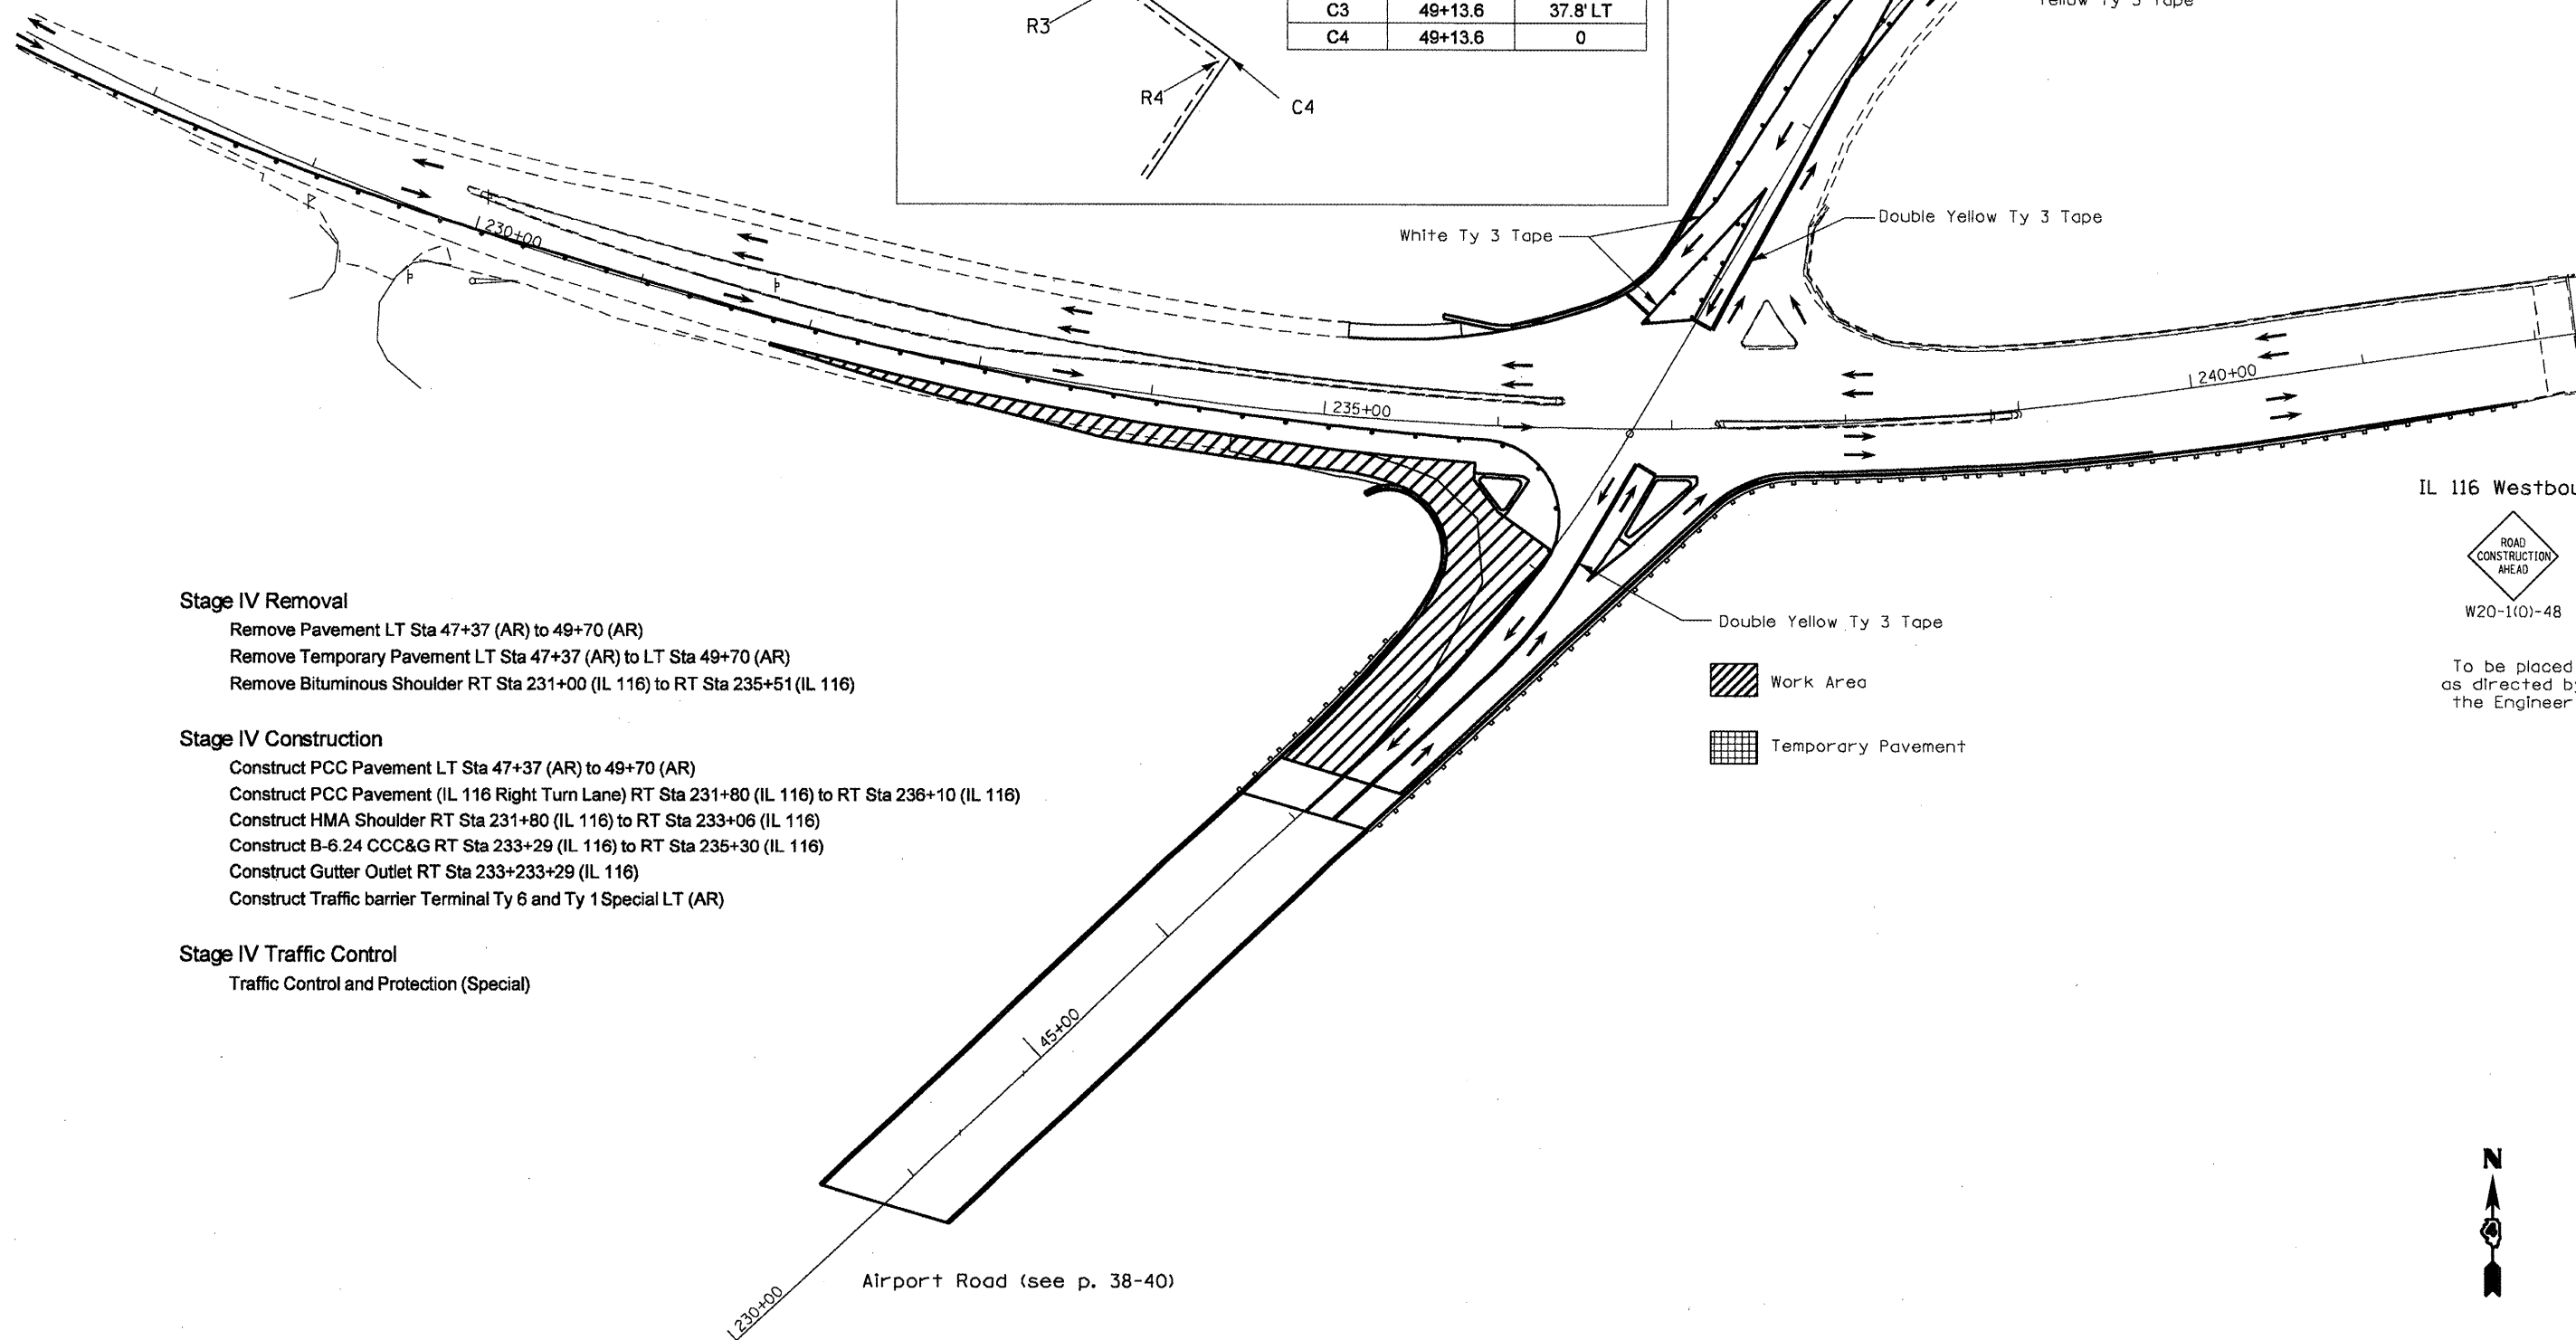 R3
C3 49+13.6 37.8' LT
C4 49+13.6 0
R4
C4
230+00
White Ty 3 Tape
Double Yellow Ty 3 Tape
235+00
240+00
IL 116
ROAD
CONSTRUCTION
AHEAD
W20-1(O)-48
To be placed
as directed by
the Engineer
Stage IV Removal
Remove Pavement LT Sta 47+37 (AR) to 49+70 (AR)
Remove Temporary Pavement LT Sta 47+37 (AR) to LT Sta 49+70 (AR)
Remove Bituminous Shoulder RT Sta 231+00 (IL 116) to RT Sta 235+51 (IL 116)
Stage IV Construction
Construct PCC Pavement LT Sta 47+37 (AR) to 49+70 (AR)
Construct PCC Pavement (IL 116 Right Turn Lane) RT Sta 231+80 (IL 116) to RT Sta 236+10 (IL 116)
Construct HMA Shoulder RT Sta 231+80 (IL 116) to RT Sta 233+06 (IL 116)
Construct B-6.24 CCC&G RT Sta 233+29 (IL 116) to RT Sta 235+30 (IL 116)
Construct Gutter Outlet RT Sta 233+233+29 (IL 116)
Construct Traffic barrier Terminal Ty 6 and Ty 1 Special LT (AR)
Stage IV Traffic Control
Traffic Control and Protection (Special)
Double Yellow Ty 3 Tape
Work Area
Temporary Pavement
45+00
230+00
Airport Road (see p. 38-40)
N
4